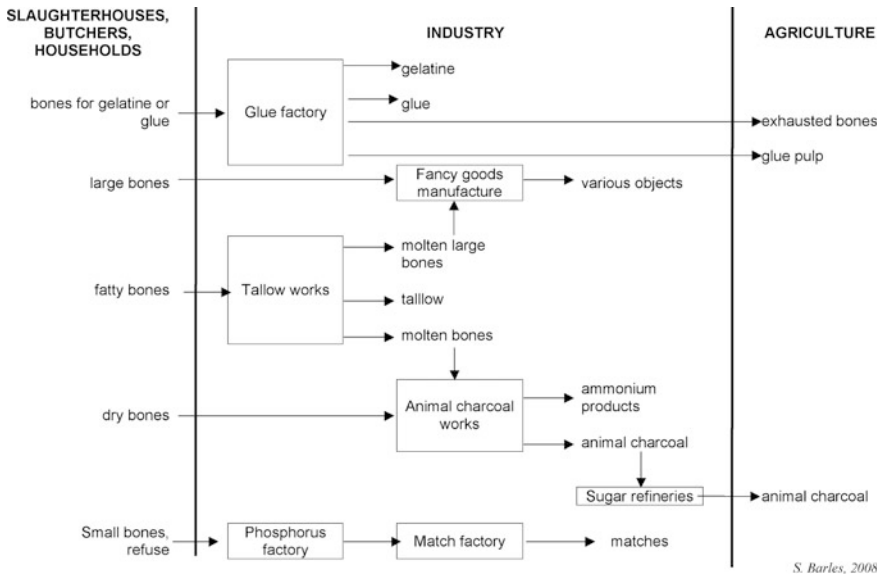 SLAUGHTERHOUSES,
BUTCHERS,
HOUSEHOLDS
INDUSTRY
AGRICULTURE
bones for gelatine or
glue
Glue factory
gelatine
glue
exhausted bones
glue pulp
large bones
Fancy goods
manufacture
various objects
fatty bones
Tallow works
molten large
bones
talllow
molten bones
dry bones
Animal charcoal
works
ammonium
products
animal charcoal
Sugar refineries
animal charcoal
Small bones,
refuse
Phosphorus
factory
Match factory
matches
S. Barles, 2008